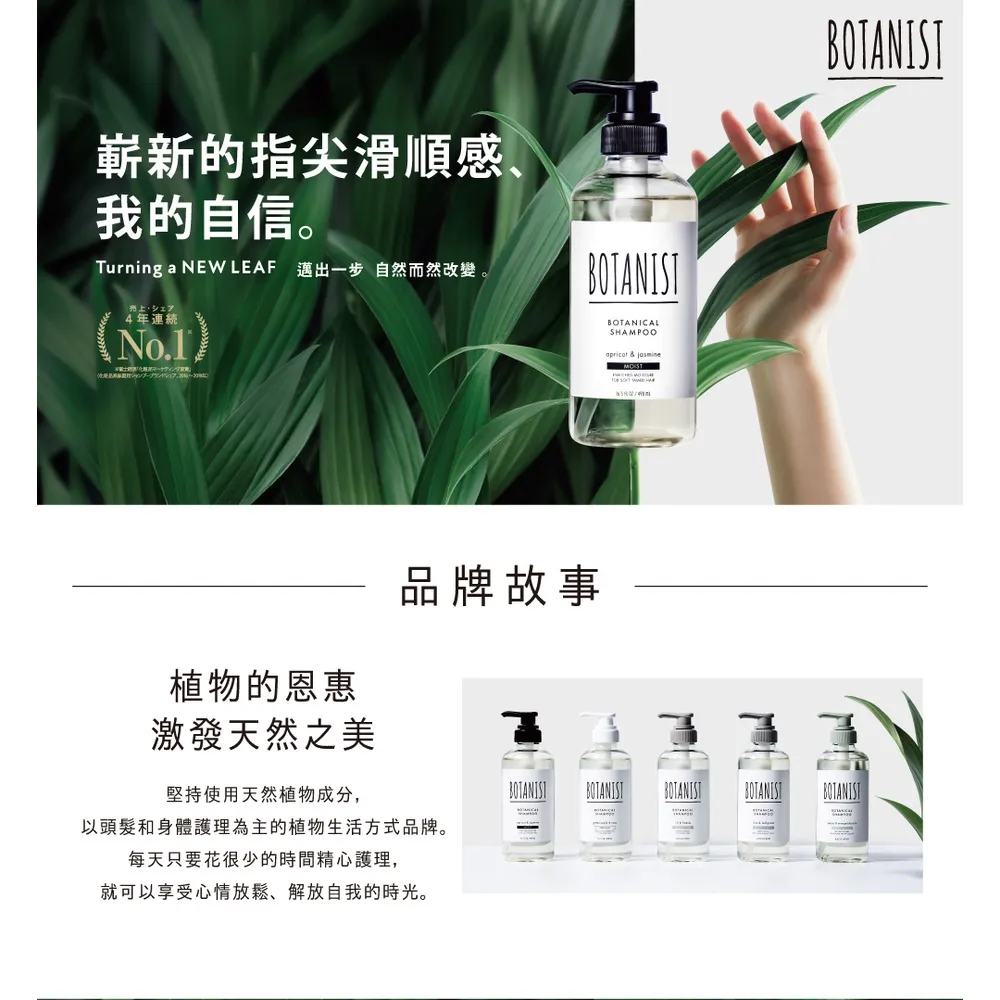 BOTANIST
嶄新的指尖滑順感、
我的自信。
Turning a NEW LEAF 邁出一步 自然而然改變。
売上・シェア
4年連続
No.1
BOTANIST
BOTANICAL
SHAMPOO
apricot & jasmine
MOIST
品牌故事
植物的恩惠
激發天然之美
堅持使用天然植物成分，
以頭髮和身體護理為主的植物生活方式品牌。
每天只要花很少的時間精心護理，
就可以享受心情放鬆、解放自我的時光。
BOTANIST
BOTANIST
BOTANIST
BOTANIST
BOTANIST